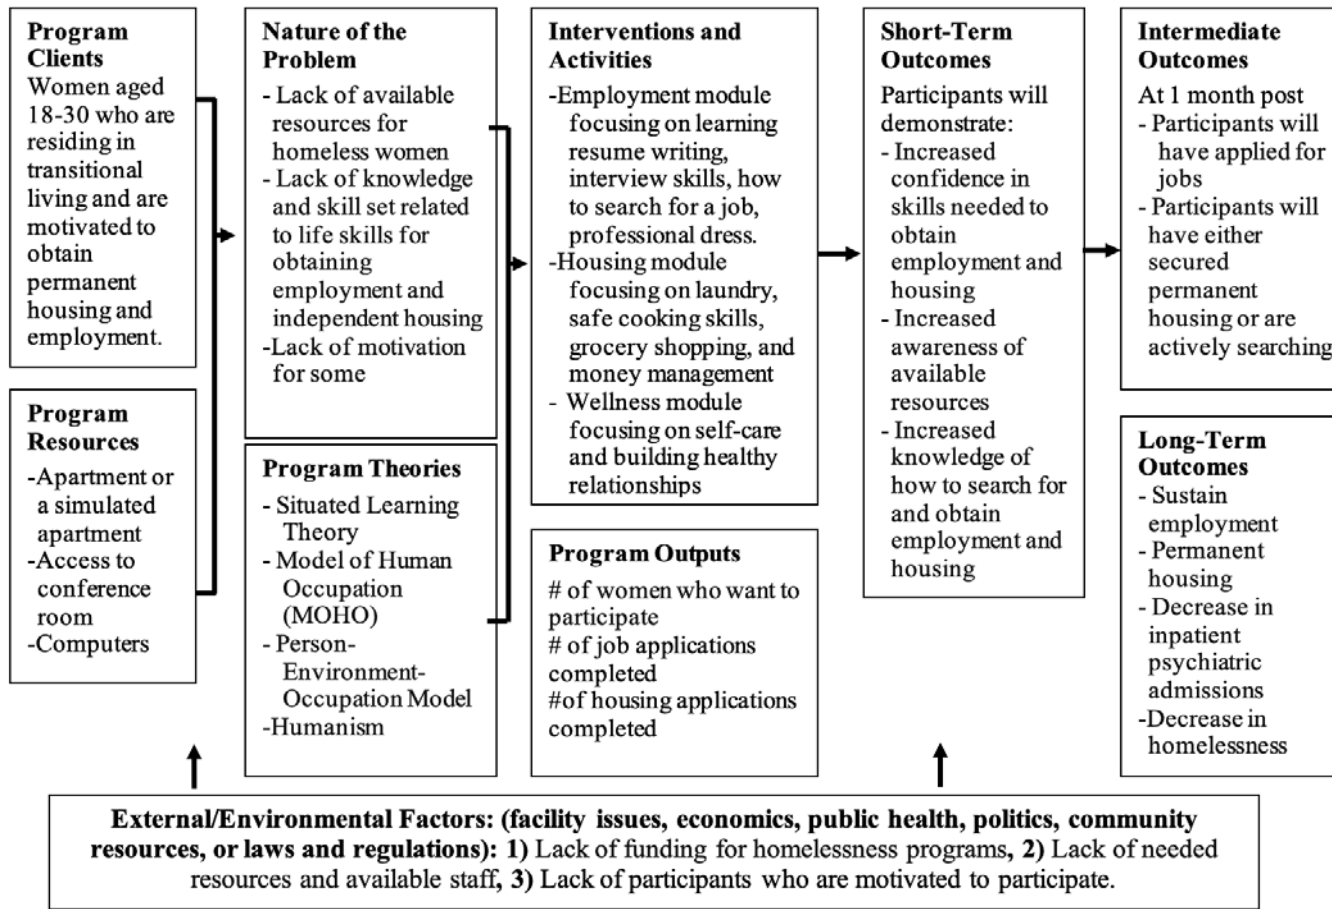 Program
Clients
Women aged
18-30 who are
residing in
transitional
living and are
motivated to
obtain
permanent
housing and
employment.
Program
Resources
-Apartment or
a simulated
apartment
-Access to
conference
room
-Computers
Nature of the
Problem
- Lack of available
resources for
homeless women
- Lack of knowledge
and skill set related
to life skills for
obtaining
employment and
independent housing
-Lack of motivation
for some
Program Theories
- Situated Learning
Theory
- Model of Human
Occupation
(MOHO)
- Person-
Environment-
Occupation Model
-Humanism
Interventions and
Activities
-Employment module
focusing on learning
resume writing,
interview skills, how
to search for a job,
professional dress.
-Housing module
focusing on laundry,
safe cooking skills,
grocery shopping, and
money management
- Wellness module
focusing on self-care
and building healthy
relationships
Program Outputs
# of women who want to
participate
# of job applications
completed
#of housing applications
completed
Short-Term
Outcomes
Participants will
demonstrate:
- Increased
confidence in
skills needed to
obtain
employment and
housing
- Increased
awareness of
available
resources
- Increased
knowledge of
how to search for
and obtain
employment and
housing
Intermediate
Outcomes
At 1 month post
- Participants will
have applied for
jobs
- Participants will
have either
secured
permanent
housing or are
actively searching
Long-Term
Outcomes
- Sustain
employment
- Permanent
housing
- Decrease in
inpatient
psychiatric
admissions
-Decrease in
homelessness
External/Environmental Factors: (facility issues, economics, public health, politics, community
resources, or laws and regulations): 1) Lack of funding for homelessness programs, 2) Lack of needed
resources and available staff, 3) Lack of participants who are motivated to participate.